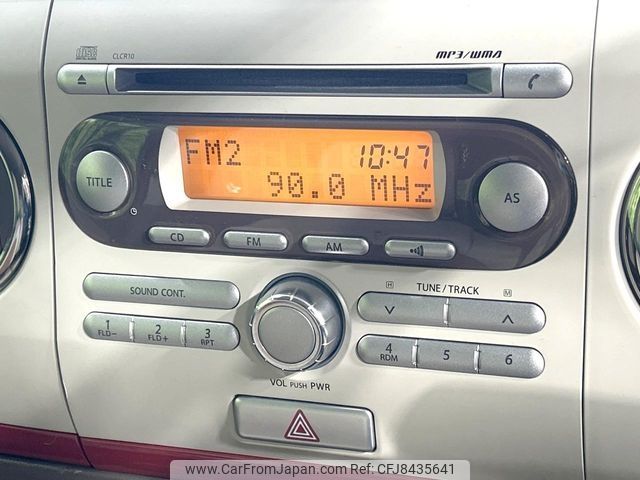 CLCR10
MP3/WMA
FM2 10:47
90.0 MHz
TITLE
AS
CD
FM
AM
SOUND CONT.
H TUNE/TRACK M
1 FLD−
2 FLD+
3 RPT
4 RDM
5
6
VOL PUSH PWR
www.CarFromJapan.com | ID CFJ8435641